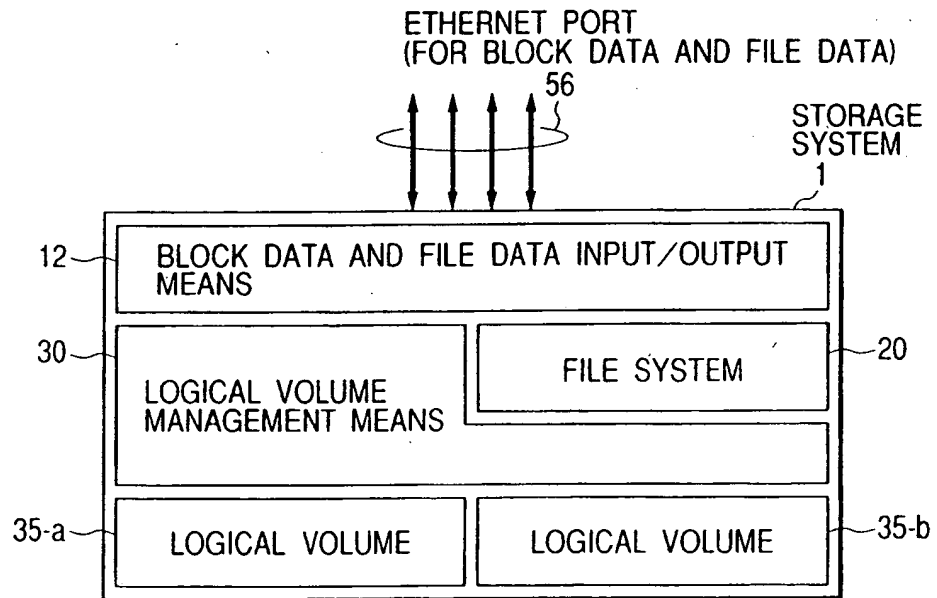 ETHERNET PORT
(FOR BLOCK DATA AND FILE DATA)
56
STORAGE
SYSTEM
1
12
BLOCK DATA AND FILE DATA INPUT/OUTPUT
MEANS
30
20
FILE SYSTEM
LOGICAL VOLUME
MANAGEMENT MEANS
35-a
LOGICAL VOLUME
LOGICAL VOLUME
35-b